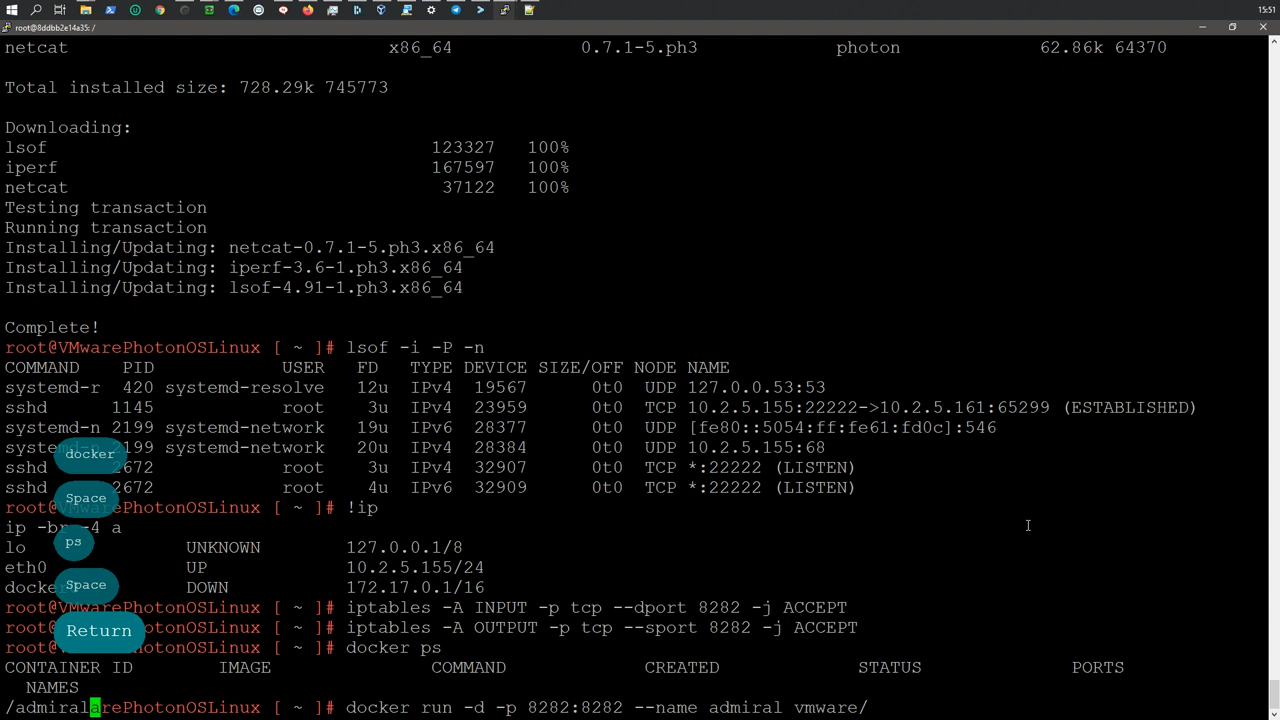 15:51
root@8ddbb2e14a35: /
netcat x86_64 0.7.1-5.ph3 photon 62.86k 64370
Total installed size: 728.29k 745773
Downloading:
lsof 123327 100%
iperf 167597 100%
netcat 37122 100%
Testing transaction
Running transaction
Installing/Updating: netcat-0.7.1-5.ph3.x86_64
Installing/Updating: iperf-3.6-1.ph3.x86_64
Installing/Updating: lsof-4.91-1.ph3.x86_64
Complete!
root@VMwarePhotonOSLinux [ ~ ]# lsof -i -P -n
COMMAND PID USER FD TYPE DEVICE SIZE/OFF NODE NAME
systemd-r 420 systemd-resolve 12u IPv4 19567 0t0 UDP 127.0.0.53:53
sshd 1145 root 3u IPv4 23959 0t0 TCP 10.2.5.155:22222->10.2.5.161:65299 (ESTABLISHED)
systemd-n 2199 systemd-network 19u IPv6 28377 0t0 UDP [fe80::5054:ff:fe61:fd0c]:546
systemd-n 2199 systemd-network 20u IPv4 28384 0t0 UDP 10.2.5.155:68
docker
sshd 2672 root 3u IPv4 32907 0t0 TCP *:22222 (LISTEN)
sshd 2672 root 4u IPv6 32909 0t0 TCP *:22222 (LISTEN)
Space
root@VMwarePhotonOSLinux [ ~ ]# !ip
ip -br -4 a
ps
lo UNKNOWN 127.0.0.1/8
eth0 UP 10.2.5.155/24
Space
docker DOWN 172.17.0.1/16
root@VMwarePhotonOSLinux [ ~ ]# iptables -A INPUT -p tcp --dport 8282 -j ACCEPT
root@VMwarePhotonOSLinux [ ~ ]# iptables -A OUTPUT -p tcp --sport 8282 -j ACCEPT
Return
root@VMwarePhotonOSLinux [ ~ ]# docker ps
CONTAINER ID IMAGE COMMAND CREATED STATUS PORTS
NAMES
/admiralarePhotonOSLinux [ ~ ]# docker run -d -p 8282:8282 --name admiral vmware/